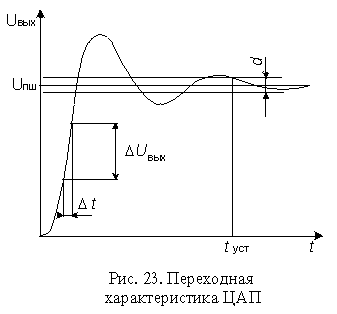 Uвых
Uпш
d
ΔUвых
Δt
tуст
t
Рис. 23. Переходная
характеристика ЦАП